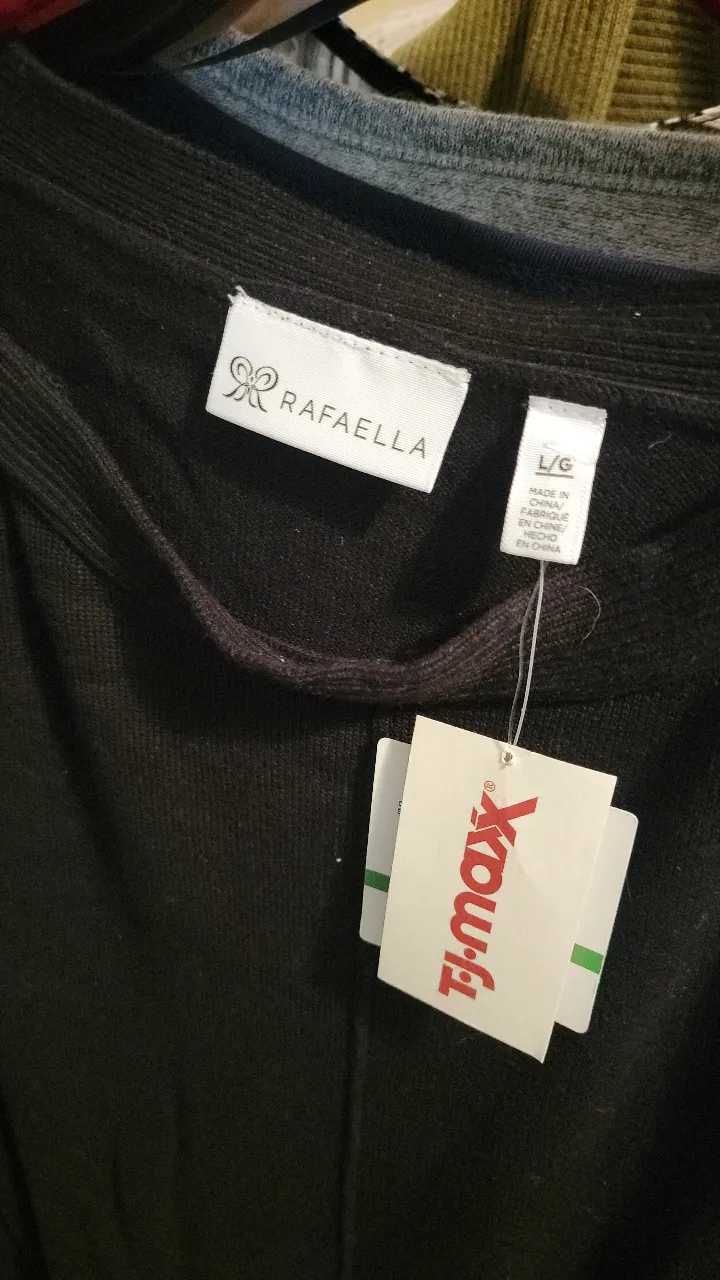 RAFAELLA
L/G
MADE IN
CHINA/
FABRIQUÉ
EN CHINE/
HECHO
EN CHINA
T·J·maxx®